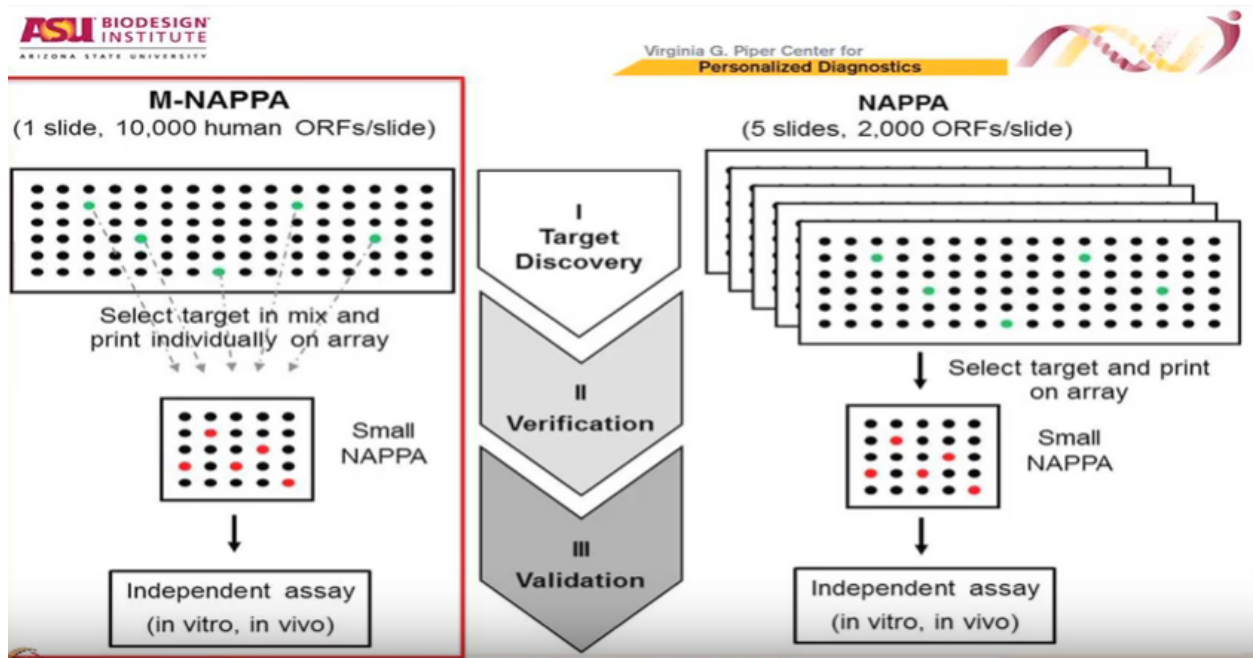 ASU BIODESIGN
INSTITUTE
ARIZONA STATE UNIVERSITY
Virginia G. Piper Center for
Personalized Diagnostics
M-NAPPA
(1 slide, 10,000 human ORFs/slide)
Select target in mix and
print individually on array
Small
NAPPA
Independent assay
(in vitro, in vivo)
I
Target
Discovery
II
Verification
III
Validation
NAPPA
(5 slides, 2,000 ORFs/slide)
Select target and print
on array
Small
NAPPA
Independent assay
(in vitro, in vivo)